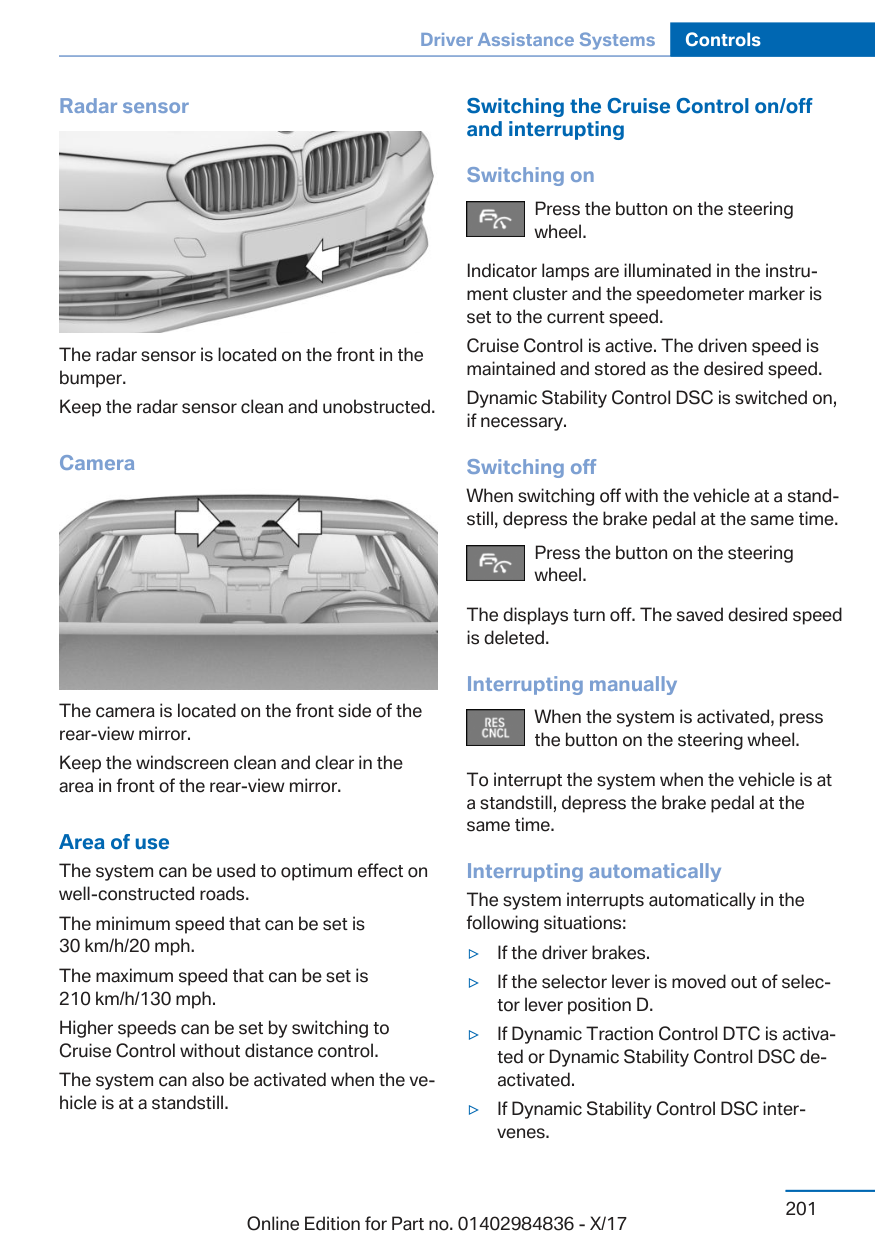 Driver Assistance Systems
Controls
Radar sensor
The radar sensor is located on the front in the
bumper.
Keep the radar sensor clean and unobstructed.
Camera
The camera is located on the front side of the
rear-view mirror.
Keep the windscreen clean and clear in the
area in front of the rear-view mirror.
Area of use
The system can be used to optimum effect on
well-constructed roads.
The minimum speed that can be set is
30 km/h/20 mph.
The maximum speed that can be set is
210 km/h/130 mph.
Higher speeds can be set by switching to
Cruise Control without distance control.
The system can also be activated when the ve-
hicle is at a standstill.
Switching the Cruise Control on/off
and interrupting
Switching on
Press the button on the steering
wheel.
Indicator lamps are illuminated in the instru-
ment cluster and the speedometer marker is
set to the current speed.
Cruise Control is active. The driven speed is
maintained and stored as the desired speed.
Dynamic Stability Control DSC is switched on,
if necessary.
Switching off
When switching off with the vehicle at a stand-
still, depress the brake pedal at the same time.
Press the button on the steering
wheel.
The displays turn off. The saved desired speed
is deleted.
Interrupting manually
RES
CNCL
When the system is activated, press
the button on the steering wheel.
To interrupt the system when the vehicle is at
a standstill, depress the brake pedal at the
same time.
Interrupting automatically
The system interrupts automatically in the
following situations:
▷ If the driver brakes.
▷ If the selector lever is moved out of selec-
tor lever position D.
▷ If Dynamic Traction Control DTC is activa-
ted or Dynamic Stability Control DSC de-
activated.
▷ If Dynamic Stability Control DSC inter-
venes.
201
Online Edition for Part no. 01402984836 - X/17